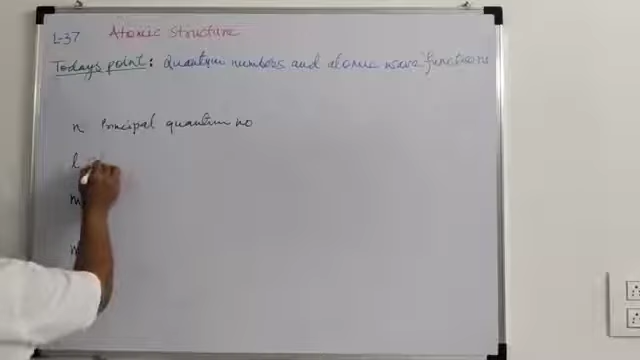 L-37 Atomic structure
Todays point: Quantum numbers and atomic wave functions
n Principal quantum no
l
m